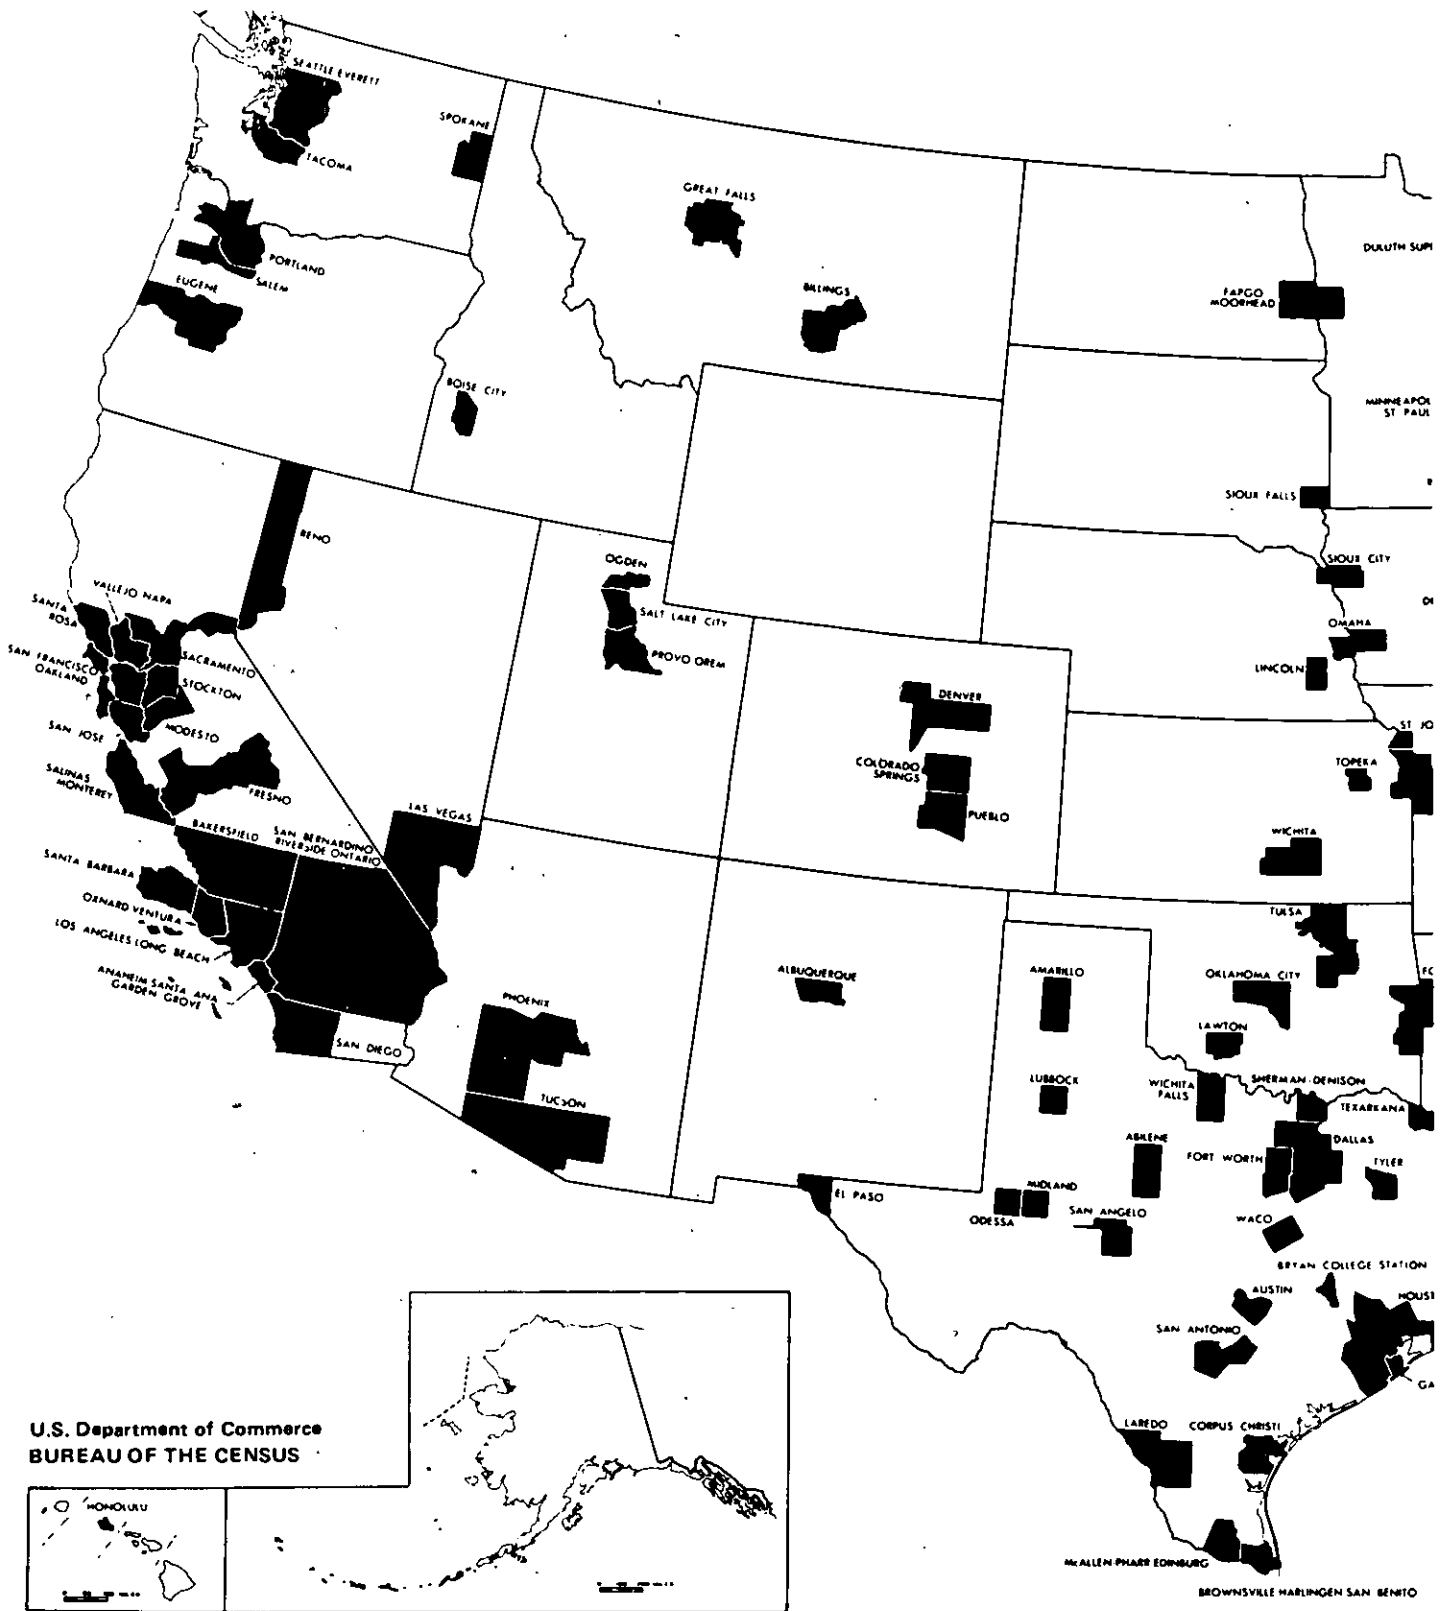 SEATTLE EVERETT
SPOKANE
TACOMA
GREAT FALLS
DULUTH SUP
PORTLAND
SALEM
EUGENE
BILLINGS
FARGO
MOORHEAD
BOISE CITY
MINNEAPOL
ST PAUL
SIOUX FALLS
RENO
OGDEN
SIOUX CITY
VALLEJO NAPA
SANTA
ROSA
SALT LAKE CITY
OMAHA
SAN FRANCISCO
OAKLAND
SACRAMENTO
PROVO OREM
LINCOLN
STOCKTON
DENVER
SAN JOSE
MODESTO
ST JO
SALINAS
MONTEREY
FRESNO
COLORADO
SPRINGS
TOPEKA
LAS VEGAS
PUEBLO
BAKERSFIELD
SAN BERNARDINO
RIVERSIDE ONTARIO
WICHITA
SANTA BARBARA
OXNARD VENTURA
TULSA
LOS ANGELES LONG BEACH
ANAHEIM SANTA ANA
GARDEN GROVE
ALBUQUERQUE
AMARILLO
OKLAHOMA CITY
FO
PHOENIX
LAWTON
SAN DIEGO
LUBBOCK
WICHITA
FALLS
SHERMAN-DENISON
TUCSON
TEXARKANA
ABILENE
DALLAS
FORT WORTH
TYLER
EL PASO
MIDLAND
ODESSA
SAN ANGELO
WACO
BRYAN COLLEGE STATION
AUSTIN
HOUST
SAN ANTONIO
GA
U.S. Department of Commerce
BUREAU OF THE CENSUS
LAREDO
CORPUS CHRISTI
HONOLULU
McALLEN-PHARR EDINBURG
BROWNSVILLE HARLINGEN SAN BENITO